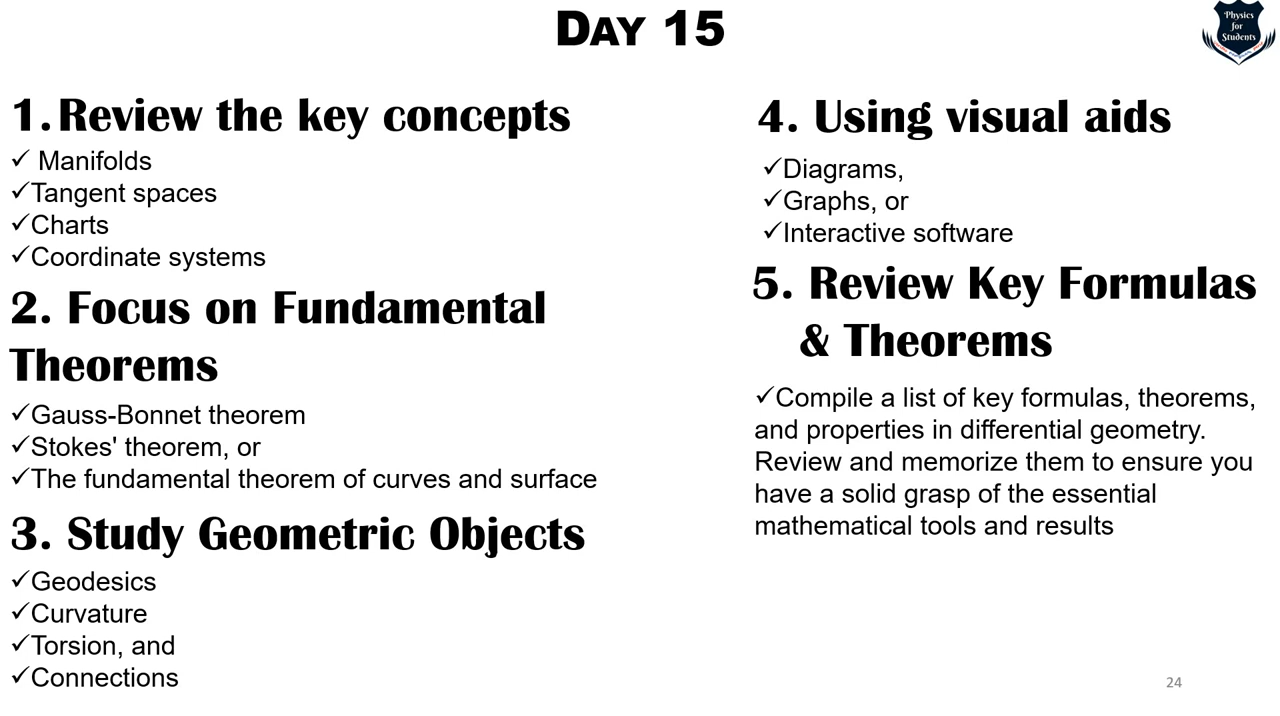 DAY 15
Physics
for
Students
1. Review the key concepts
✓ Manifolds
✓Tangent spaces
✓Charts
✓Coordinate systems
2. Focus on Fundamental
Theorems
✓Gauss-Bonnet theorem
✓Stokes' theorem, or
✓The fundamental theorem of curves and surface
3. Study Geometric Objects
✓Geodesics
✓Curvature
✓Torsion, and
✓Connections
4. Using visual aids
✓Diagrams,
✓Graphs, or
✓Interactive software
5. Review Key Formulas
& Theorems
✓Compile a list of key formulas, theorems,
and properties in differential geometry.
Review and memorize them to ensure you
have a solid grasp of the essential
mathematical tools and results
24